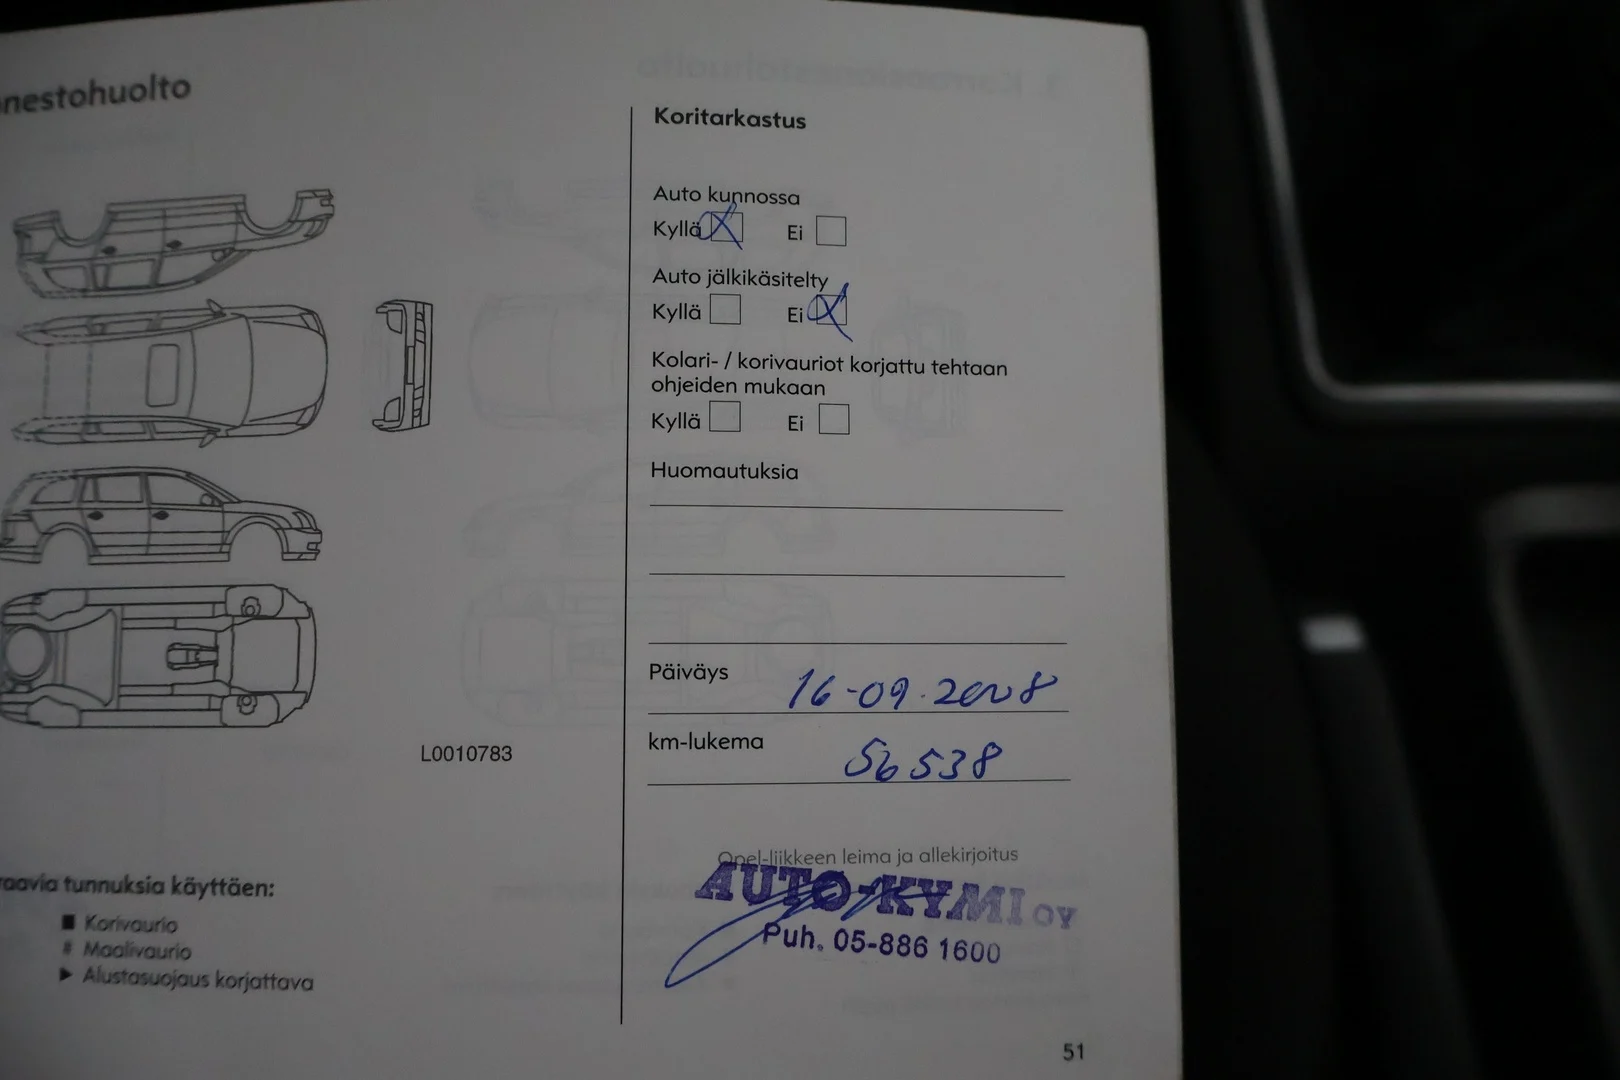 nestohuolto
L0010783
raavia tunnuksia käyttäen:
Korivaurio
# Maalivaurio
Alustasuojaus korjattava
Koritarkastus
Auto kunnossa
Kyllä Ei
Auto jälkikäsitelty
Kyllä Ei
Kolari- / korivauriot korjattu tehtaan
ohjeiden mukaan
Kyllä Ei
Huomautuksia
Päiväys 16-09.2008
km-lukema 56538
Opel-liikkeen leima ja allekirjoitus
AUTO-KYMI OY
Puh. 05-886 1600
51